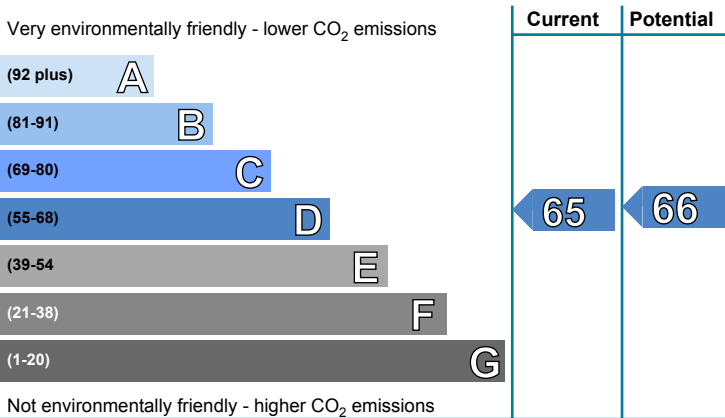 Very environmentally friendly - lower CO2 emissions
Current
Potential
(92 plus) A
(81-91) B
(69-80) C
(55-68) D
65
66
(39-54 E
(21-38) F
(1-20) G
Not environmentally friendly - higher CO2 emissions